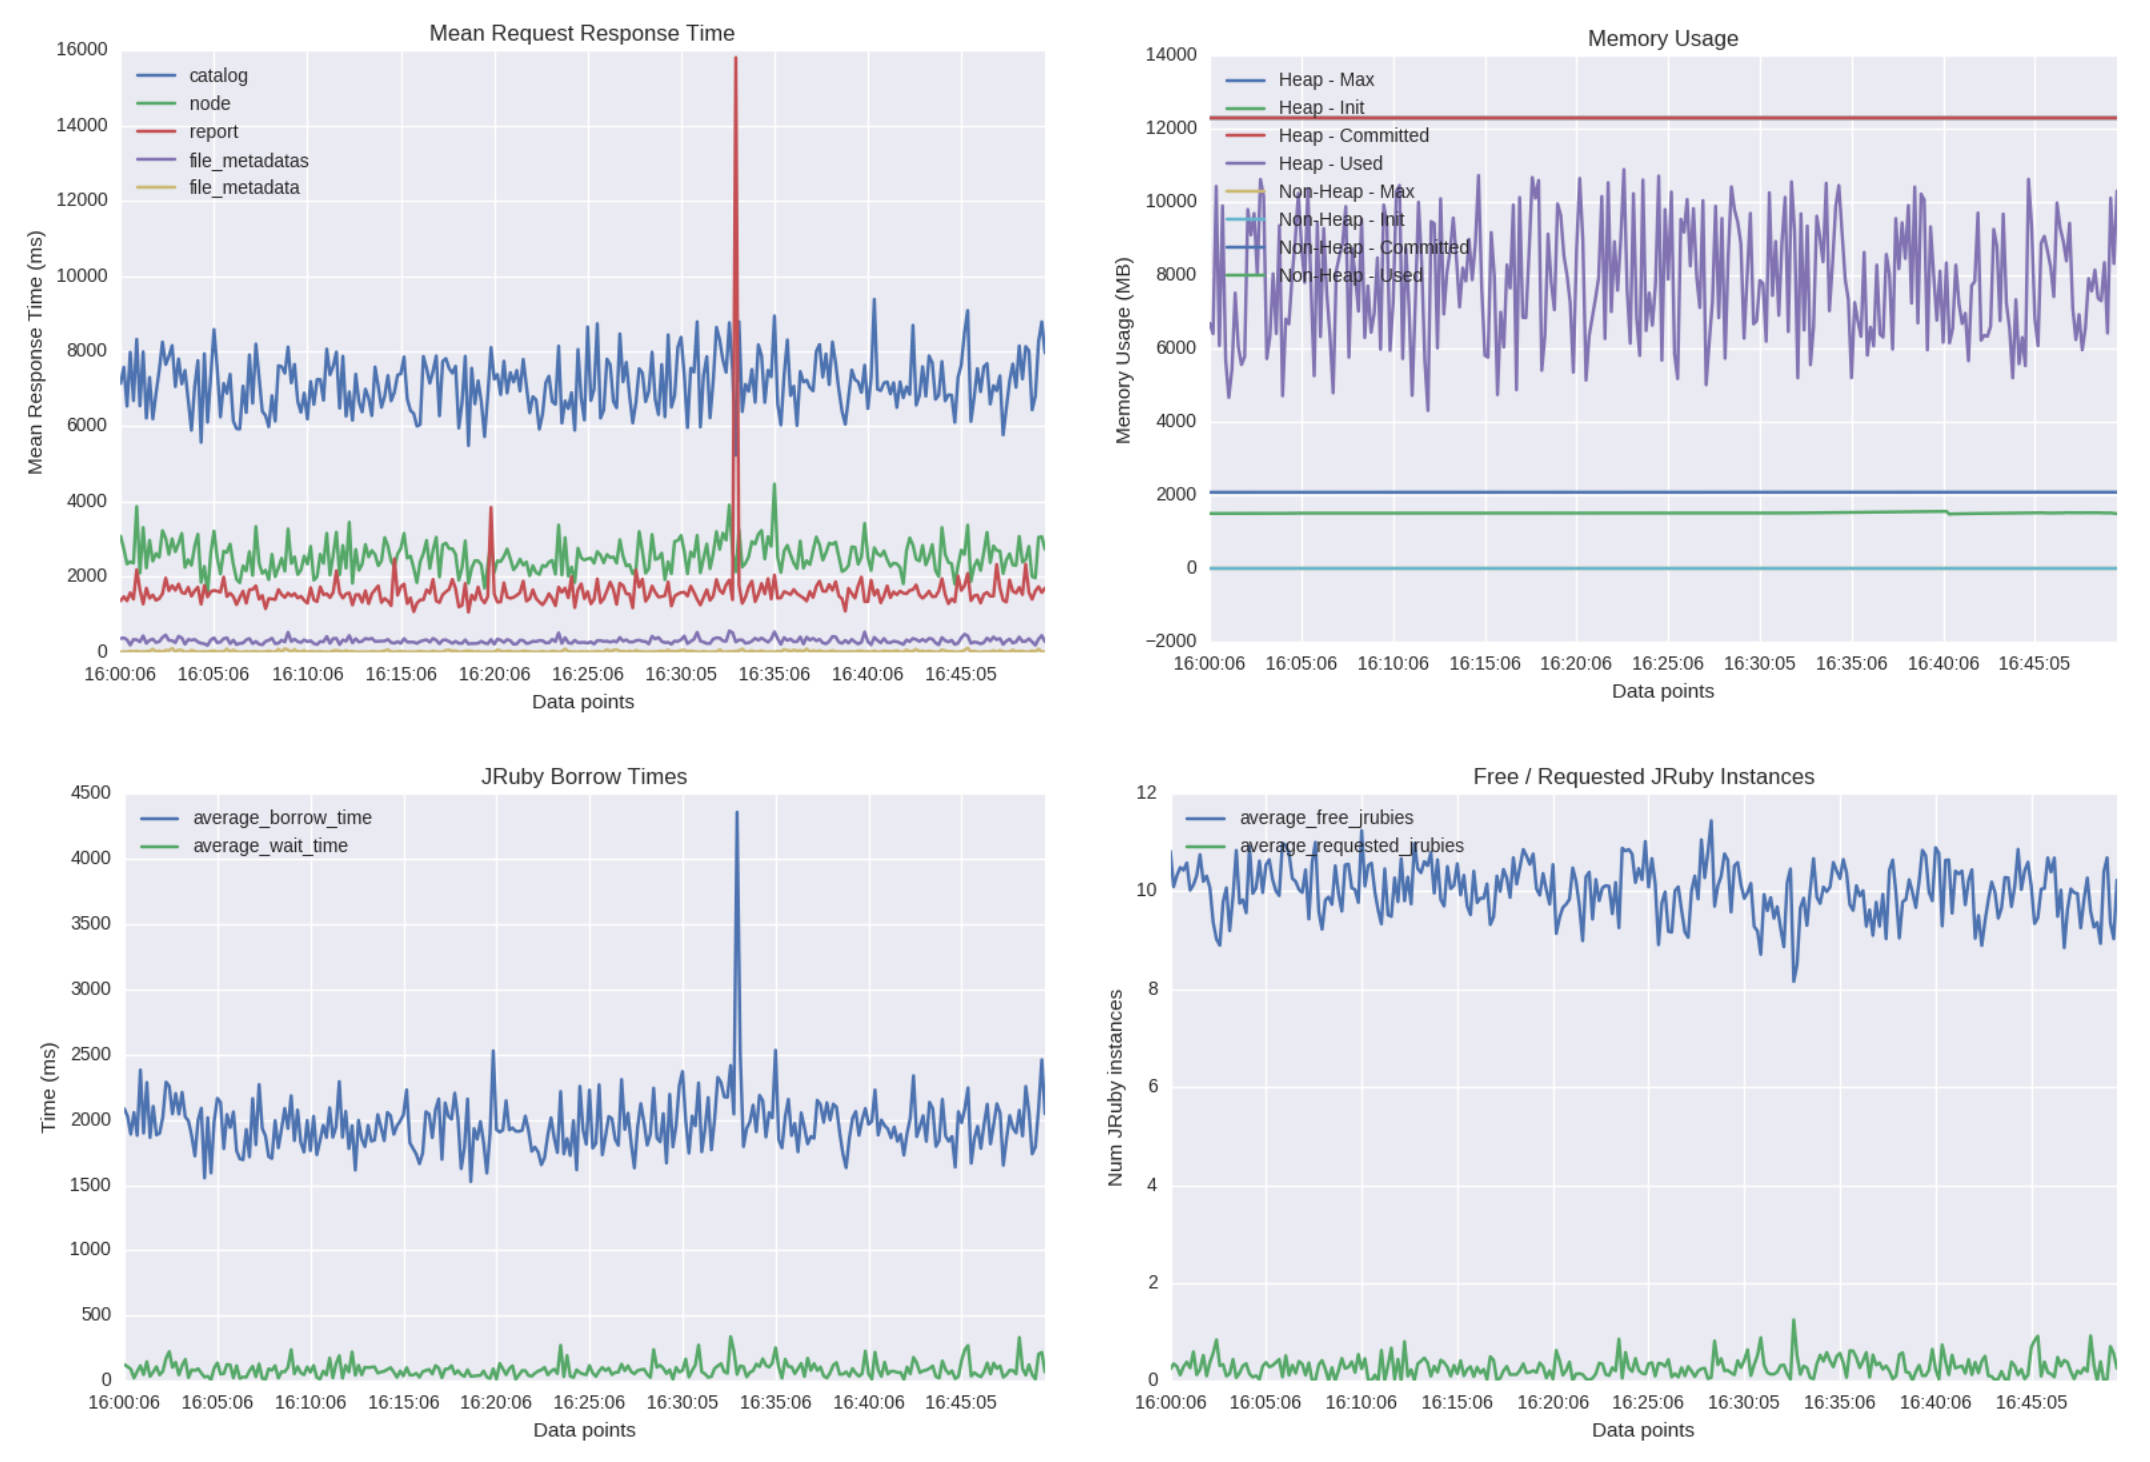 Mean Request Response Time
16000
14000
12000
10000
8000
6000
4000
2000
0
Mean Response Time (ms)
catalog
node
report
file_metadatas
file_metadata
16:00:06 16:05:06 16:10:06 16:15:06 16:20:06 16:25:06 16:30:05 16:35:06 16:40:06 16:45:05
Data points
Memory Usage
14000
12000
10000
8000
6000
4000
2000
0
−2000
Memory Usage (MB)
Heap - Max
Heap - Init
Heap - Committed
Heap - Used
Non-Heap - Max
Non-Heap - Init
Non-Heap - Committed
Non-Heap - Used
16:00:06 16:05:06 16:10:06 16:15:06 16:20:06 16:25:06 16:30:05 16:35:06 16:40:06 16:45:05
Data points
JRuby Borrow Times
4500
4000
3500
3000
2500
2000
1500
1000
500
0
Time (ms)
average_borrow_time
average_wait_time
16:00:06 16:05:06 16:10:06 16:15:06 16:20:06 16:25:06 16:30:05 16:35:06 16:40:06 16:45:05
Data points
Free / Requested JRuby Instances
12
10
8
6
4
2
0
Num JRuby instances
average_free_jrubies
average_requested_jrubies
16:00:06 16:05:06 16:10:06 16:15:06 16:20:06 16:25:06 16:30:05 16:35:06 16:40:06 16:45:05
Data points